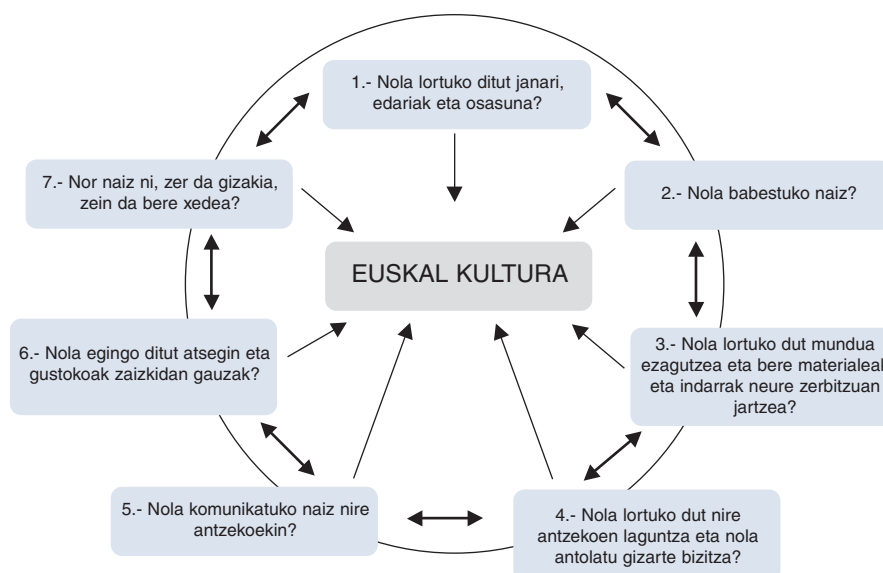 1.- Nola lortuko ditut janari,
edariak eta osasuna?
7.- Nor naiz ni, zer da gizakia,
zein da bere xedea?
2.- Nola babestuko naiz?
EUSKAL KULTURA
6.- Nola egingo ditut atsegin eta
gustokoak zaizkidan gauzak?
3.- Nola lortuko dut mundua
ezagutzea eta bere materialeak
eta indarrak neure zerbitzuan
jartzea?
5.- Nola komunikatuko naiz nire
antzekoekin?
4.- Nola lortuko dut nire
antzekoen laguntza eta nola
antolatu gizarte bizitza?